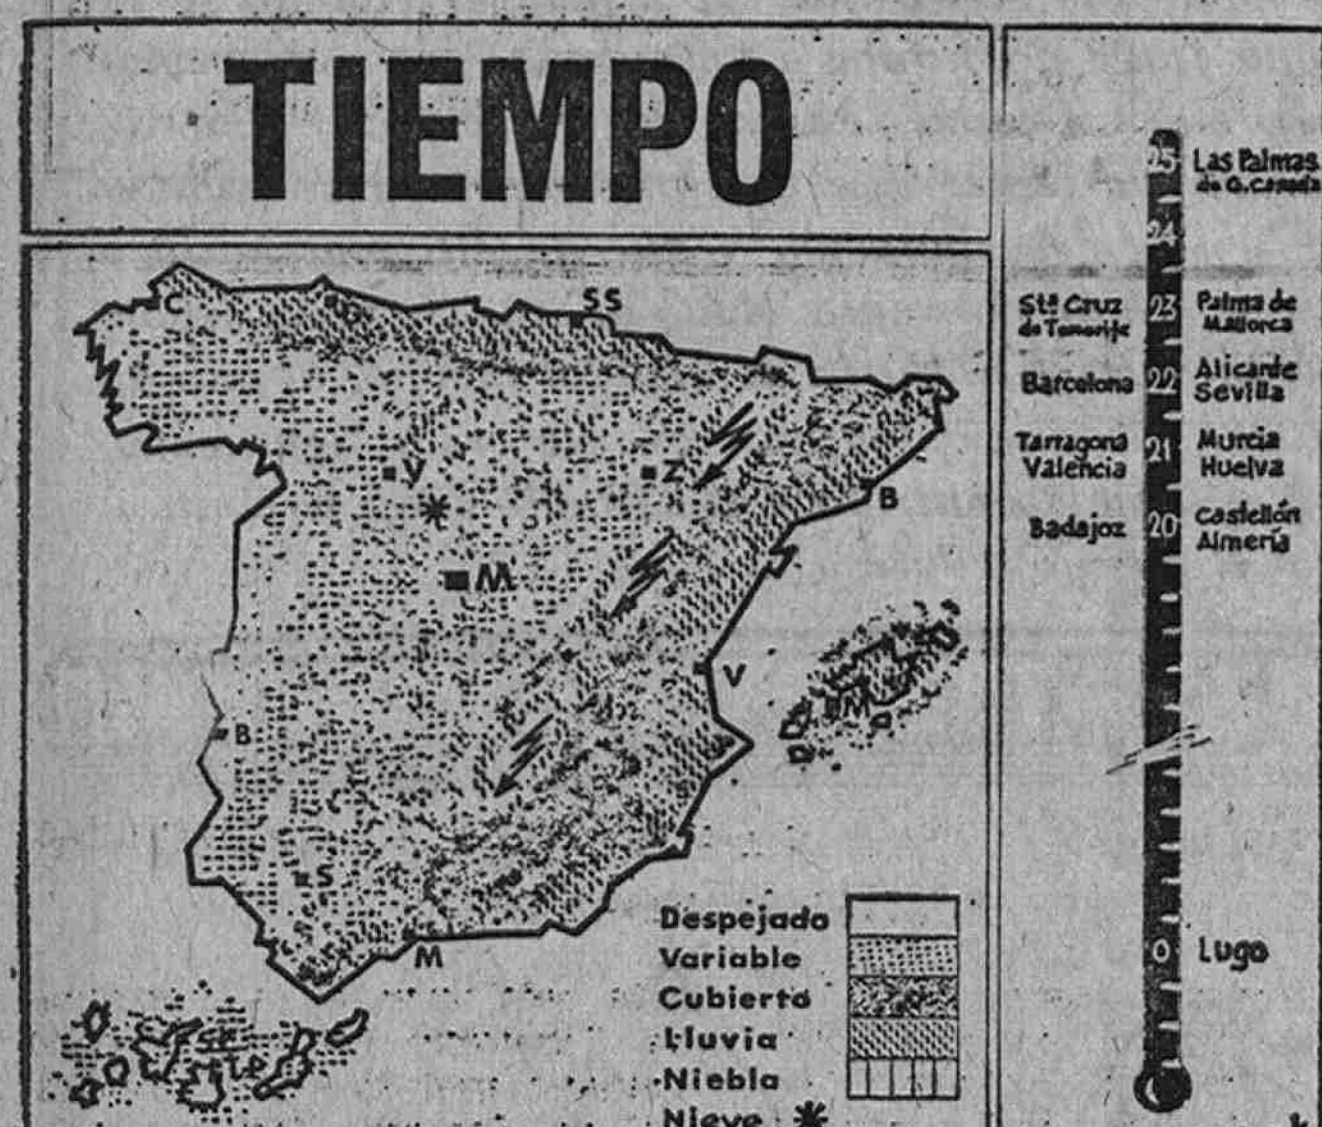 TIEMPO
C
SS
V
Z
B
M
V
B
S
M
Despejado
Variable
Cubierto
Lluvia
Niebla
Nieve
25 Las Palmas
de G. Canaria
24
Stª Cruz 23 Palma de
de Tenerife Mallorca
Barcelona 22 Alicante
Sevilla
Tarragona 21 Murcia
Valencia Huelva
Badajoz 20 Castellón
Almería
0 Lugo